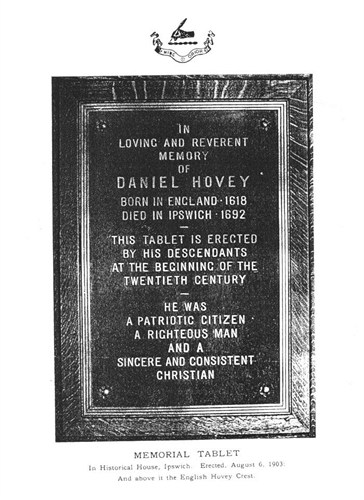 IN
LOVING AND REVERENT
MEMORY
OF
DANIEL HOVEY
BORN IN ENGLAND·1618
DIED IN IPSWICH·1692
THIS TABLET IS ERECTED
BY HIS DESCENDANTS
AT THE BEGINNING OF THE
TWENTIETH CENTURY
HE WAS
A PATRIOTIC CITIZEN
A RIGHTEOUS MAN
AND A
SINCERE AND CONSISTENT
CHRISTIAN
MEMORIAL TABLET
In Historical House, Ipswich. Erected, August 6, 1903;
And above it the English Huvey Crest.